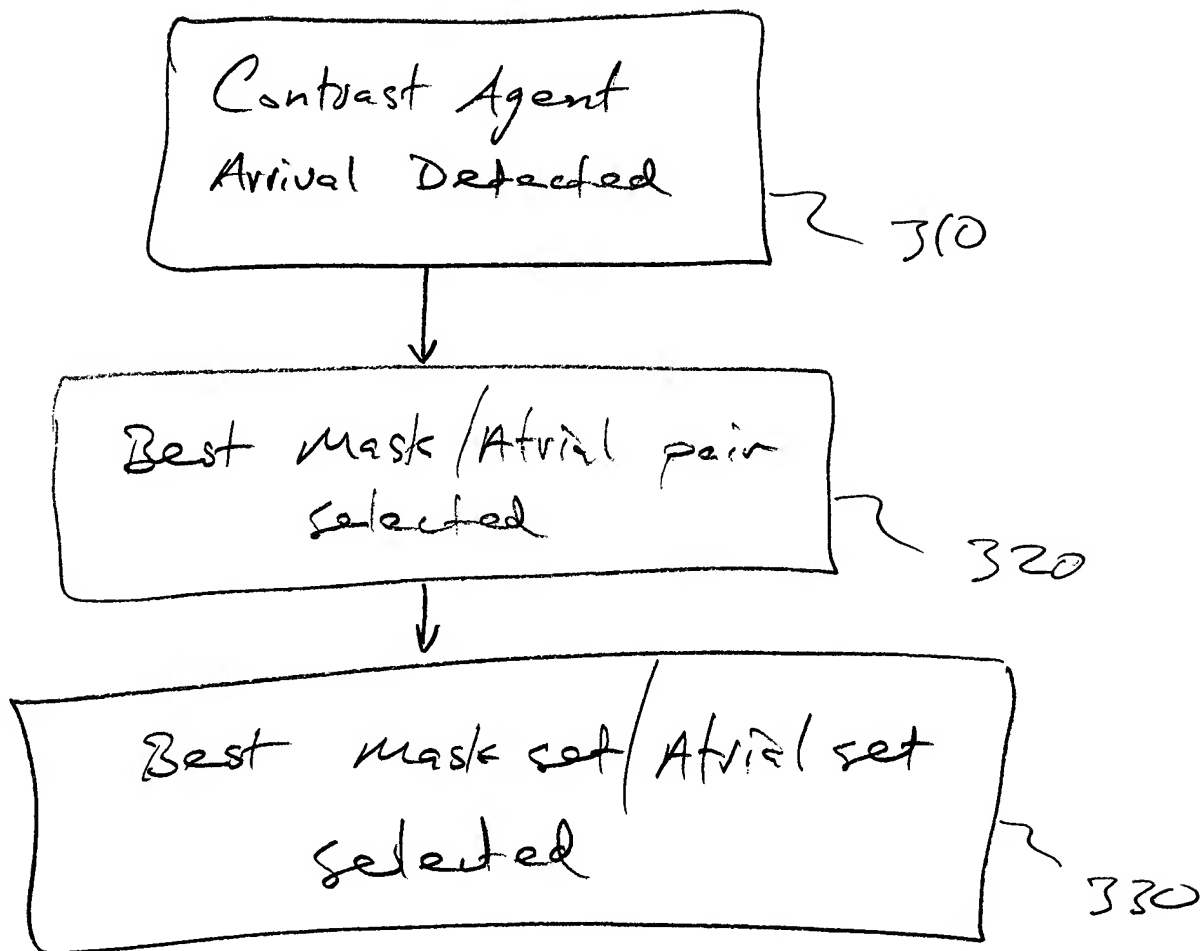 Contrast Agent
Arrival Detected
310
Best Mask/Atrial pair
selected
320
Best Mask set/Atrial set
selected
330